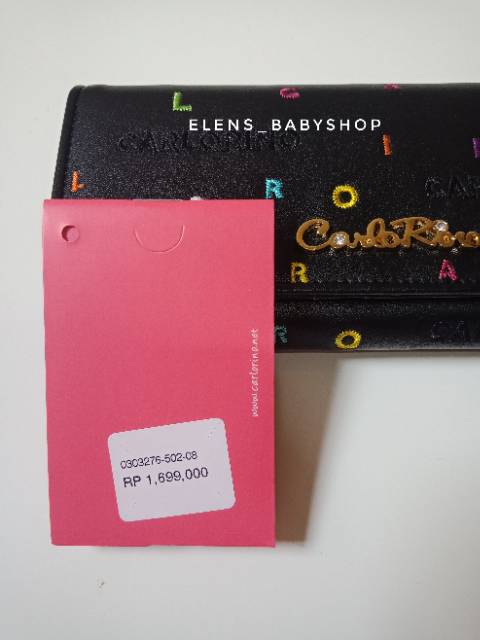 L C A
ELENS_BABYSHOP
CARLORINO
I
L R O
CarloRino
R A
www.carlorino.net
R O
0303276-502-08
RP 1,699,000